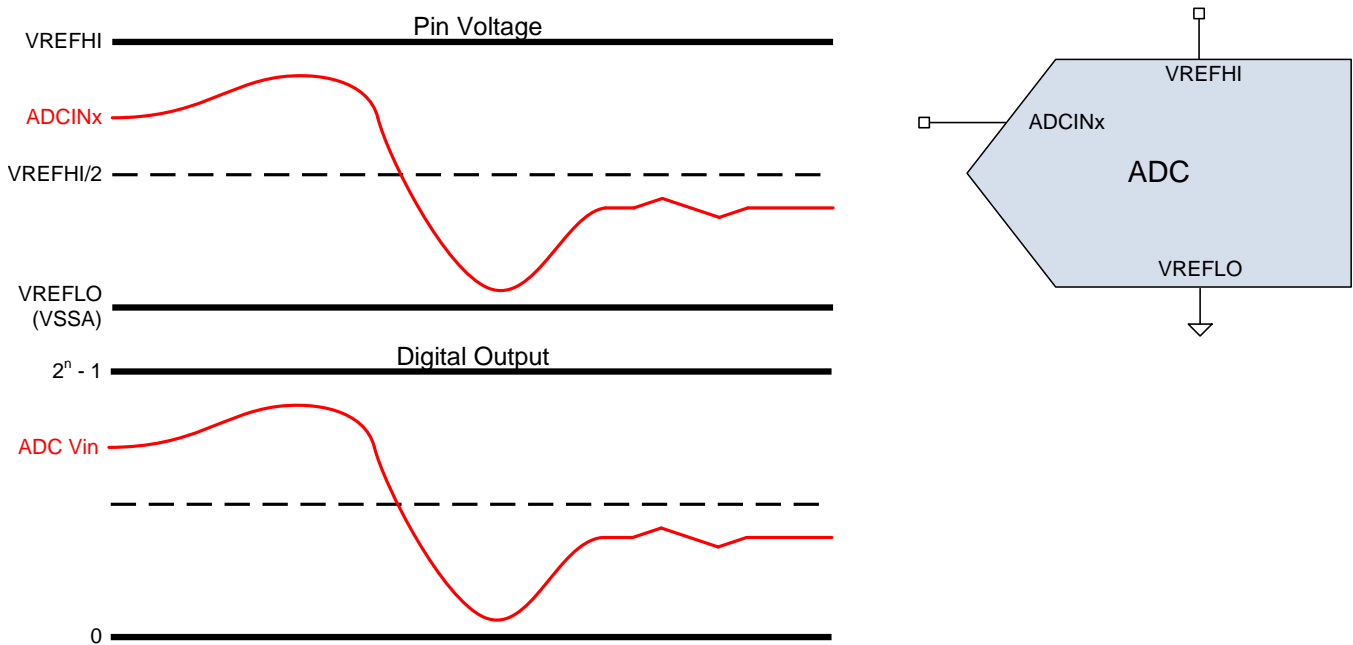 Pin Voltage
VREFHI
ADCINx
VREFHI/2
VREFLO
(VSSA)
Digital Output
2ⁿ - 1
ADC Vin
0
VREFHI
ADCINx
ADC
VREFLO